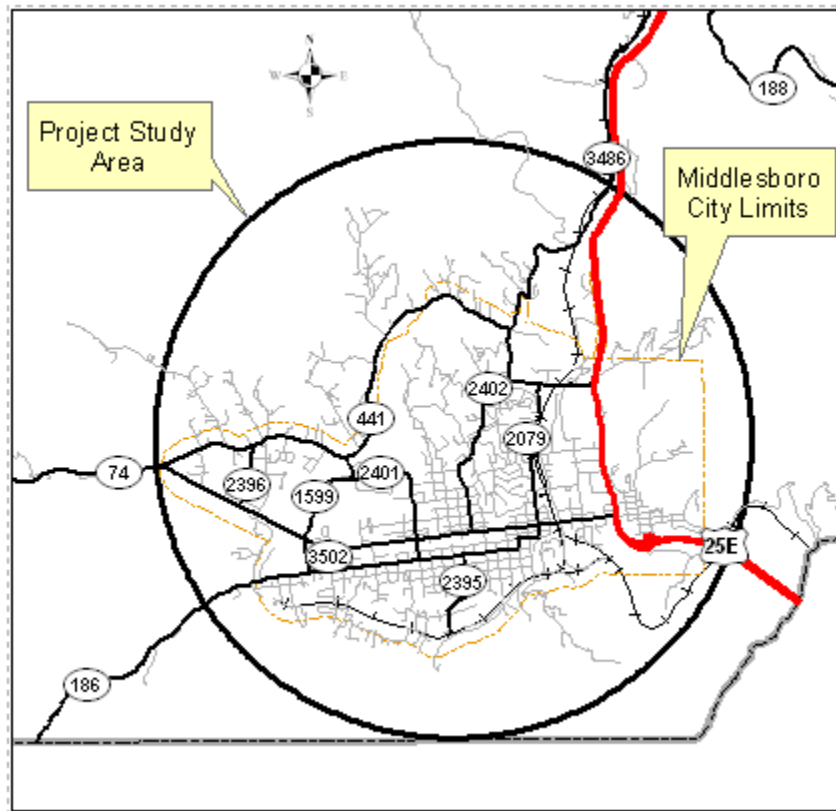 N
W E
S
188
Project Study
Area
3486
Middlesboro
City Limits
2402
441
2079
74
2396
2401
1599
25E
3502
2395
186